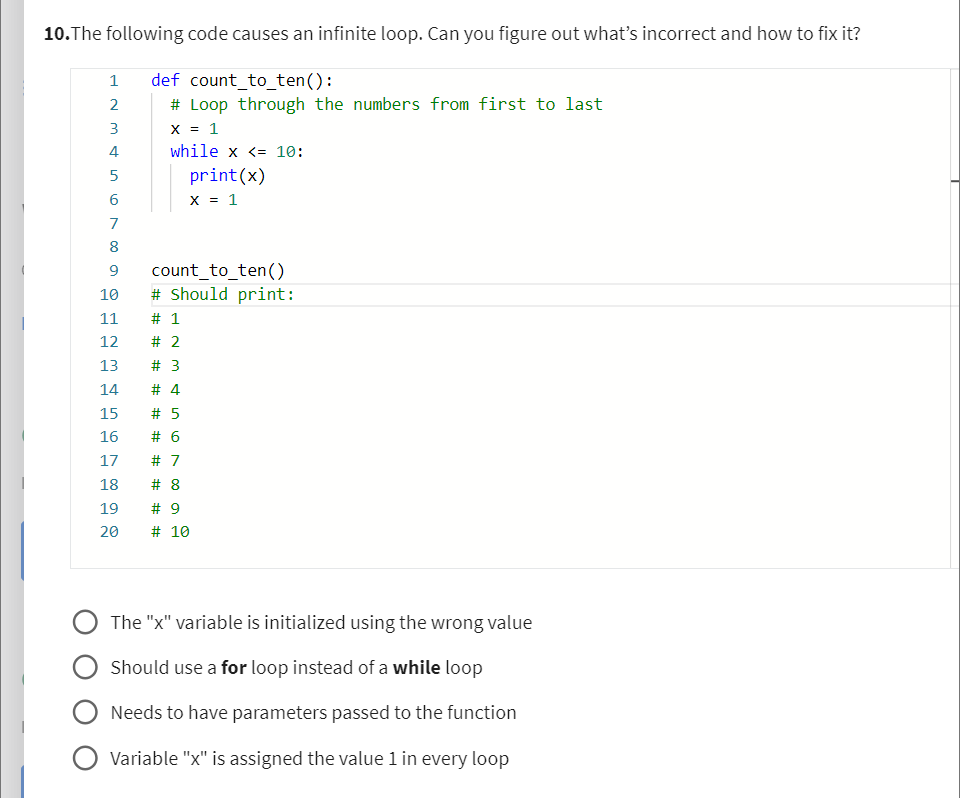 10.The following code causes an infinite loop. Can you figure out what’s incorrect and how to fix it?
1 def count_to_ten():
2 # Loop through the numbers from first to last
3 x = 1
4 while x <= 10:
5 print(x)
6 x = 1
7
8
9 count_to_ten()
10 # Should print:
11 # 1
12 # 2
13 # 3
14 # 4
15 # 5
16 # 6
17 # 7
18 # 8
19 # 9
20 # 10
The "x" variable is initialized using the wrong value
Should use a for loop instead of a while loop
Needs to have parameters passed to the function
Variable "x" is assigned the value 1 in every loop